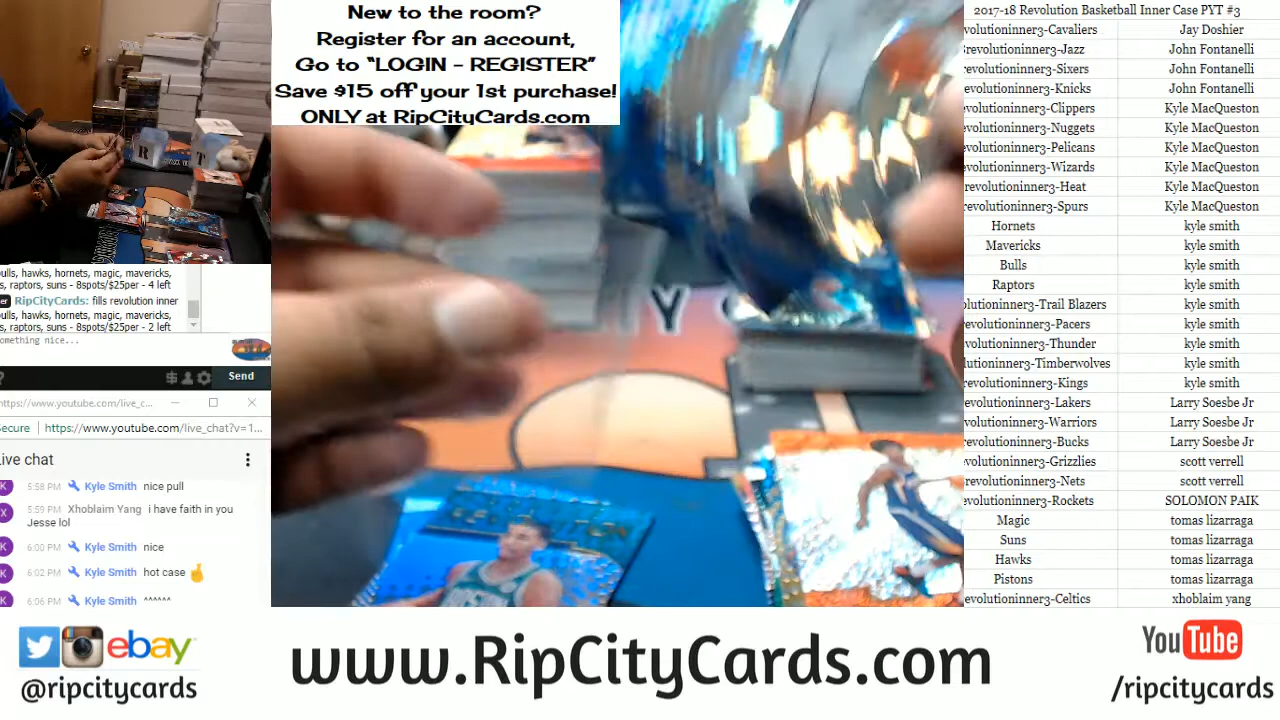 New to the room?
Register for an account,
Go to "LOGIN - REGISTER"
Save $15 off your 1st purchase!
ONLY at RipCityCards.com
2017-18 Revolution Basketball Inner Case PYT #3
volutioninner3-Cavaliers Jay Doshier
revolutioninner3-Jazz John Fontanelli
revolutioninner3-Sixers John Fontanelli
revolutioninner3-Knicks John Fontanelli
evolutioninner3-Clippers Kyle MacQueston
evolutioninner3-Nuggets Kyle MacQueston
evolutioninner3-Pelicans Kyle MacQueston
evolutioninner3-Wizards Kyle MacQueston
revolutioninner3-Heat Kyle MacQueston
revolutioninner3-Spurs Kyle MacQueston
Hornets kyle smith
Mavericks kyle smith
Bulls kyle smith
Raptors kyle smith
olutioninner3-Trail Blazers kyle smith
evolutioninner3-Pacers kyle smith
evolutioninner3-Thunder kyle smith
lutioninner3-Timberwolves kyle smith
evolutioninner3-Kings kyle smith
evolutioninner3-Lakers Larry Soesbe Jr
volutioninner3-Warriors Larry Soesbe Jr
evolutioninner3-Bucks Larry Soesbe Jr
volutioninner3-Grizzlies scott verrell
evolutioninner3-Nets scott verrell
evolutioninner3-Rockets SOLOMON PAIK
Magic tomas lizarraga
Suns tomas lizarraga
Hawks tomas lizarraga
Pistons tomas lizarraga
evolutioninner3-Celtics xhoblaim yang
R
T
Y
ulls, hawks, hornets, magic, mavericks,
s, raptors, suns - 8spots/$25per - 4 left
RipCityCards: fills revolution inner
ulls, hawks, hornets, magic, mavericks,
s, raptors, suns - 8spots/$25per - 2 left
omething nice...
Send
https://www.youtube.com/live_c...
ecure https://www.youtube.com/live_chat?v=1...
Live chat
5:58 PM Kyle Smith nice pull
5:59 PM Xhoblaim Yang i have faith in you
Jesse lol
6:00 PM Kyle Smith nice
6:02 PM Kyle Smith hot case 🤞
6:06 PM Kyle Smith ^^^^^^
ebay
@ripcitycards
www.RipCityCards.com
YouTube
/ripcitycards